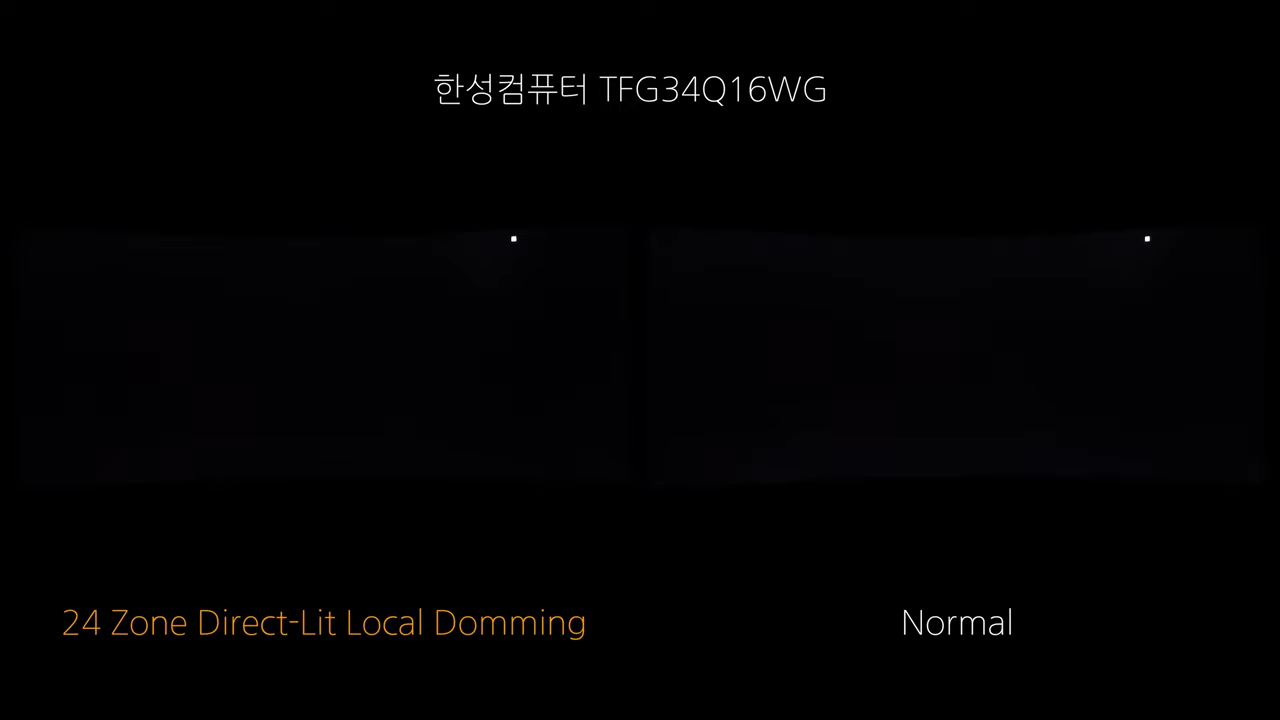 한성컴퓨터 TFG34Q16WG
24 Zone Direct-Lit Local Domming
Normal